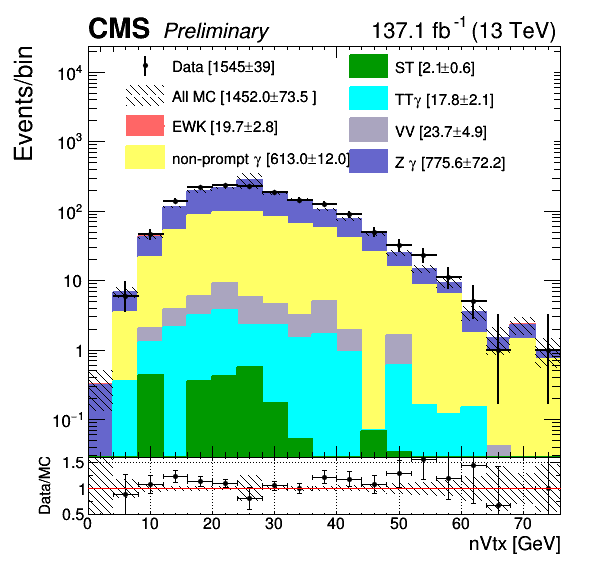 CMS Preliminary 137.1 fb⁻¹ (13 TeV)
Events/bin
Data [1545±39]
All MC [1452.0±73.5 ]
EWK [19.7±2.8]
non-prompt γ [613.0±12.0]
ST [2.1±0.6]
TTγ [17.8±2.1]
VV [23.7±4.9]
Z γ [775.6±72.2]
10⁴
10³
10²
10
1
10⁻¹
Data/MC
1.5
1
0.5
0 10 20 30 40 50 60 70
nVtx [GeV]